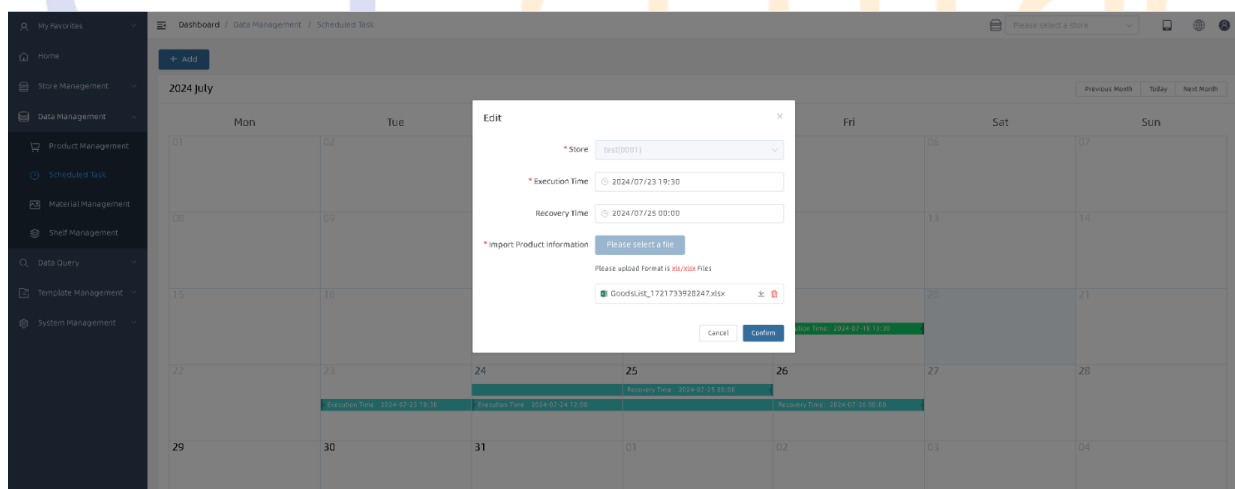 My Favorites
Dashboard / Data Management / Scheduled Task
Please select a store
Home
+ Add
Store Management
2024 July
Previous Month Today Next Month
Data Management
Mon Tue Fri Sat Sun
Product Management
Scheduled Task
Material Management
Shelf Management
Data Query
Template Management
System Management
Edit
* Store test(0001)
* Execution Time 2024/07/23 19:30
Recovery Time 2024/07/25 00:00
* Import Product Information Please select a file
Please upload Format is xls/xlsx Files
GoodsList_1721733928247.xlsx
Cancel Confirm
01 02 06 07
08 09 13 14
15 16 20 21
ution Time: 2024-07-19 13:30
22 23 24 25 26 27 28
Recovery Time: 2024-07-25 00:00
Execution Time: 2024-07-23 19:30 Execution Time: 2024-07-24 12:00 Recovery Time: 2024-07-26 00:00
29 30 31 01 02 03 04